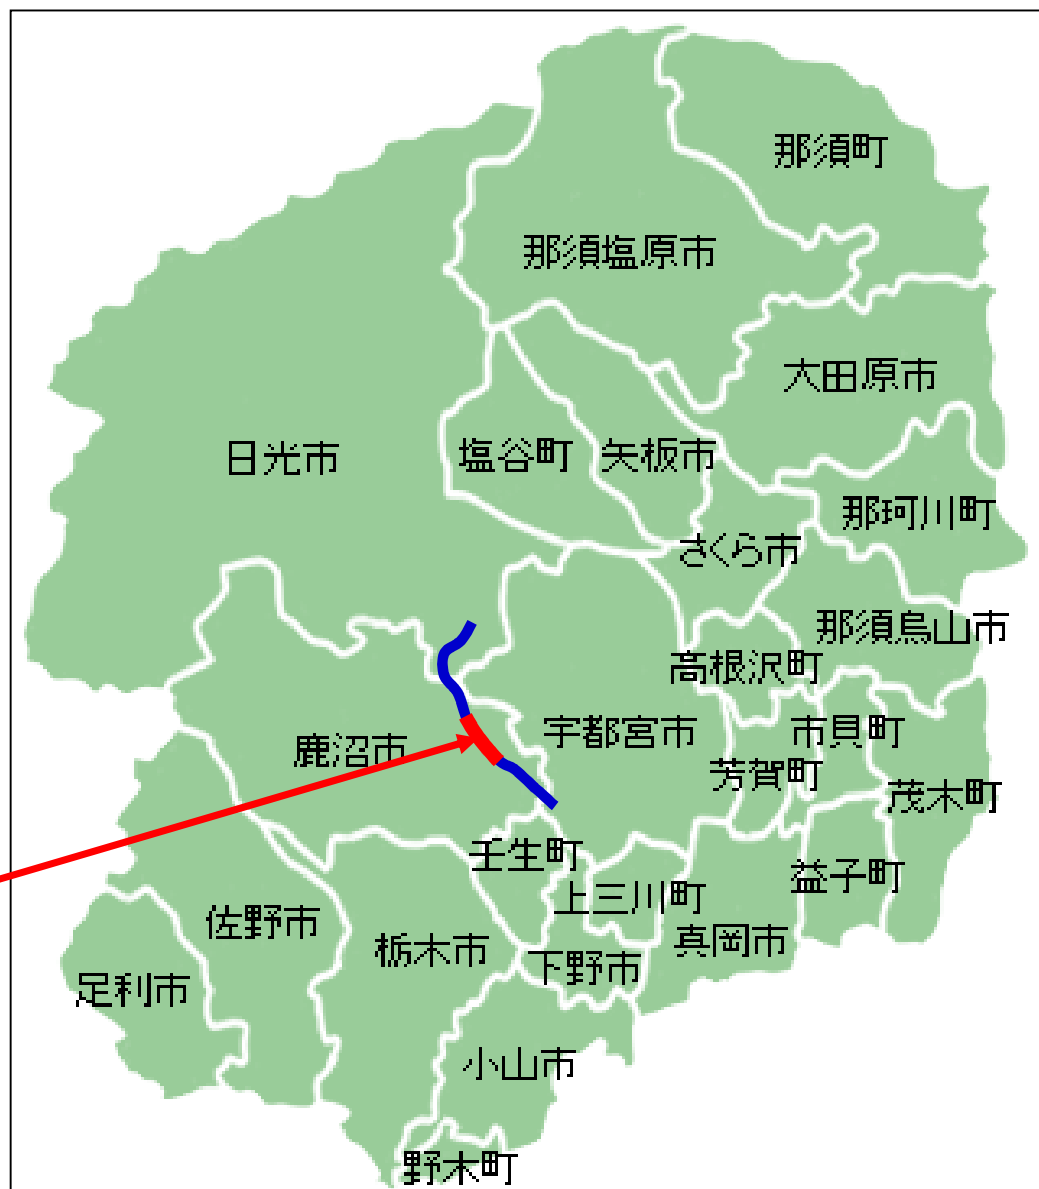 那須町
那須塩原市
大田原市
日光市
塩谷町
矢板市
那珂川町
さくら市
那須烏山市
高根沢町
鹿沼市
宇都宮市
市貝町
芳賀町
茂木町
壬生町
益子町
上三川町
佐野市
栃木市
真岡市
下野市
足利市
小山市
野木町